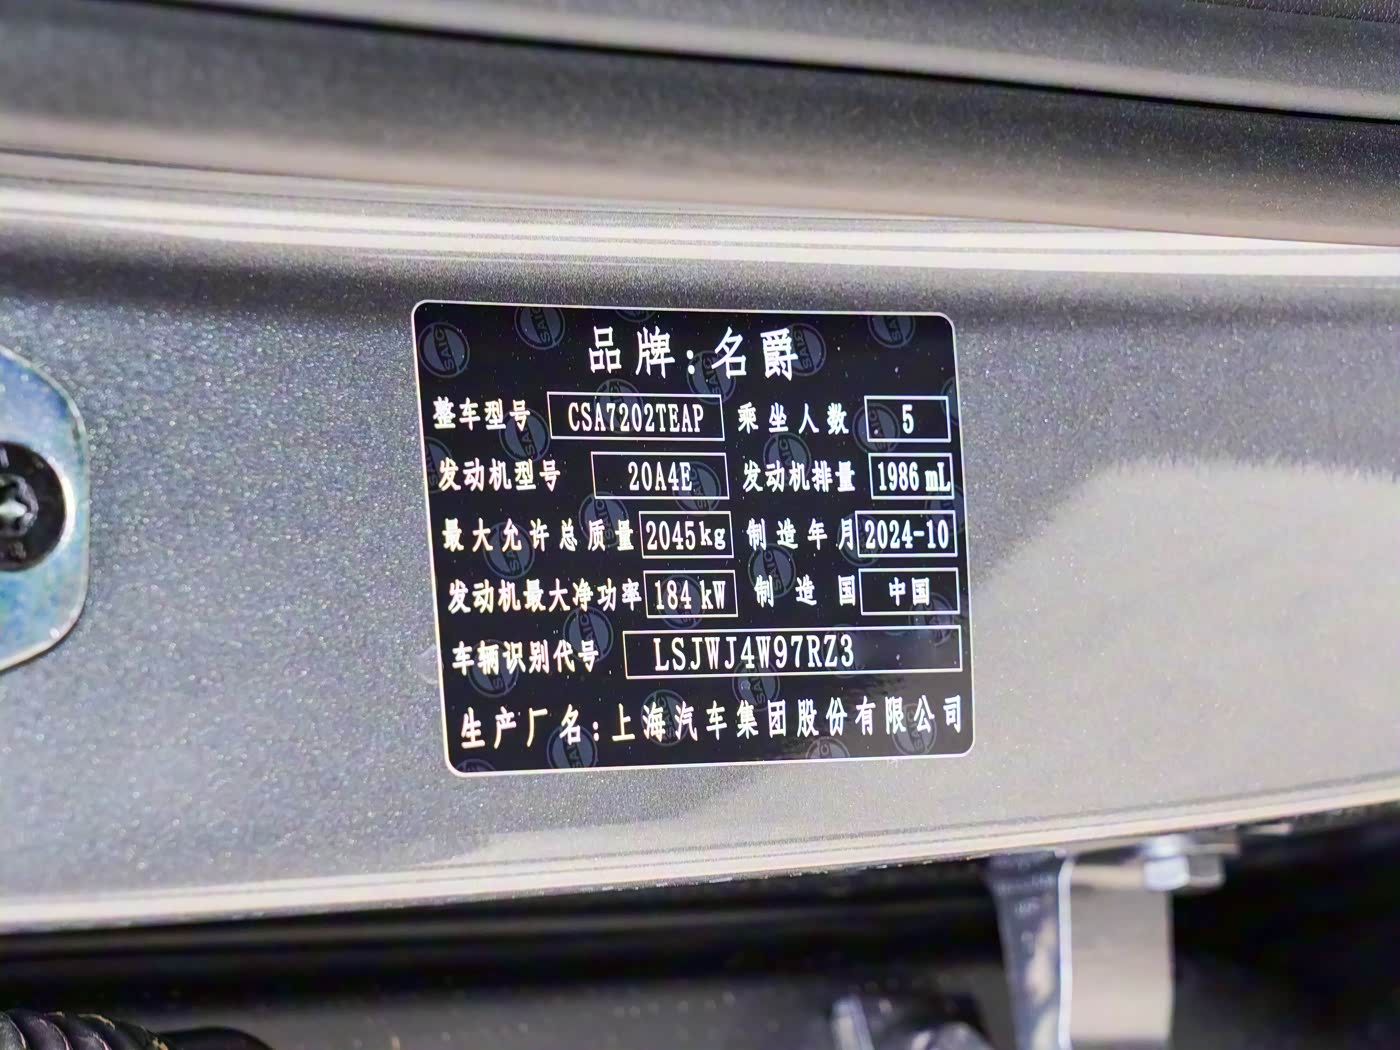 品牌:名爵
整车型号 CSA7202TEAP 乘坐人数 5
发动机型号 20A4E 发动机排量 1986 mL
最大允许总质量 2045kg 制造年月 2024-10
发动机最大净功率 184 kW 制造国 中国
车辆识别代号 LSJWJ4W97RZ3
生产厂名:上海汽车集团股份有限公司